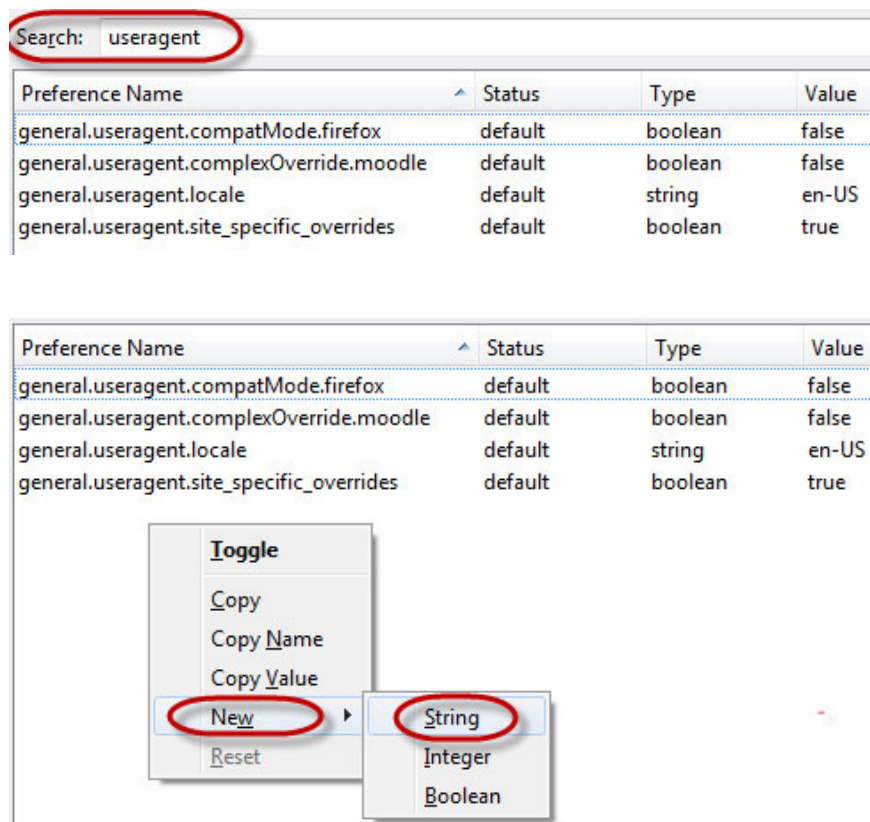 Search: useragent
Preference Name Status Type Value
general.useragent.compatMode.firefox default boolean false
general.useragent.complexOverride.moodle default boolean false
general.useragent.locale default string en-US
general.useragent.site_specific_overrides default boolean true
Preference Name Status Type Value
general.useragent.compatMode.firefox default boolean false
general.useragent.complexOverride.moodle default boolean false
general.useragent.locale default string en-US
general.useragent.site_specific_overrides default boolean true
Toggle
Copy
Copy Name
Copy Value
New String
Reset Integer
Boolean